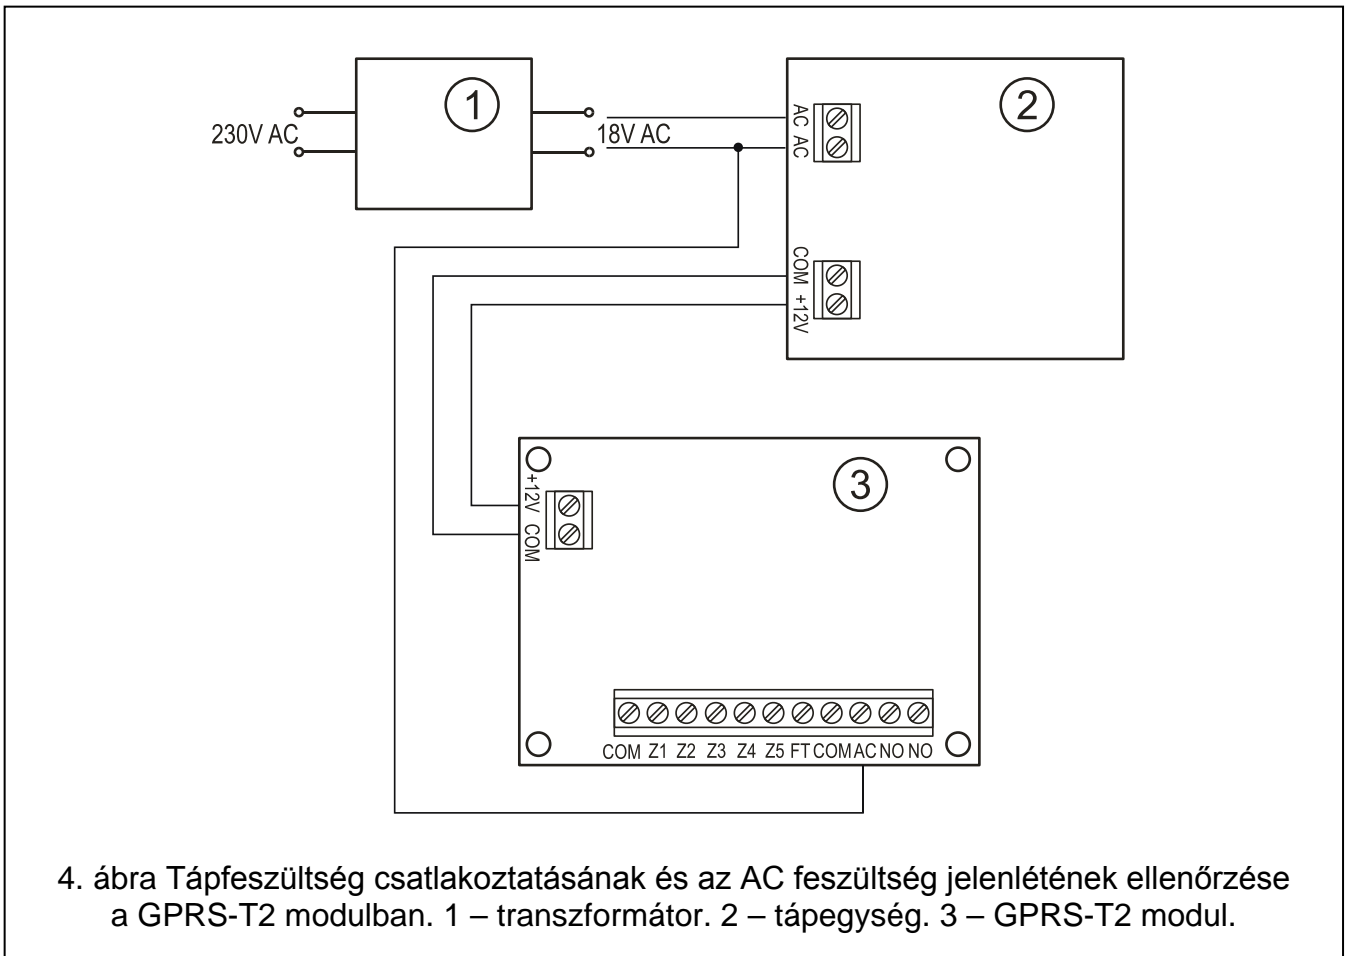 1
2
230V AC
18V AC
AC
AC
COM
+12V
3
+12V
COM
COM Z1 Z2 Z3 Z4 Z5 FT COM AC NO NO
4. ábra Tápfeszültség csatlakoztatásának és az AC feszültség jelenlétének ellenőrzése
a GPRS-T2 modulban. 1 – transzformátor. 2 – tápegység. 3 – GPRS-T2 modul.